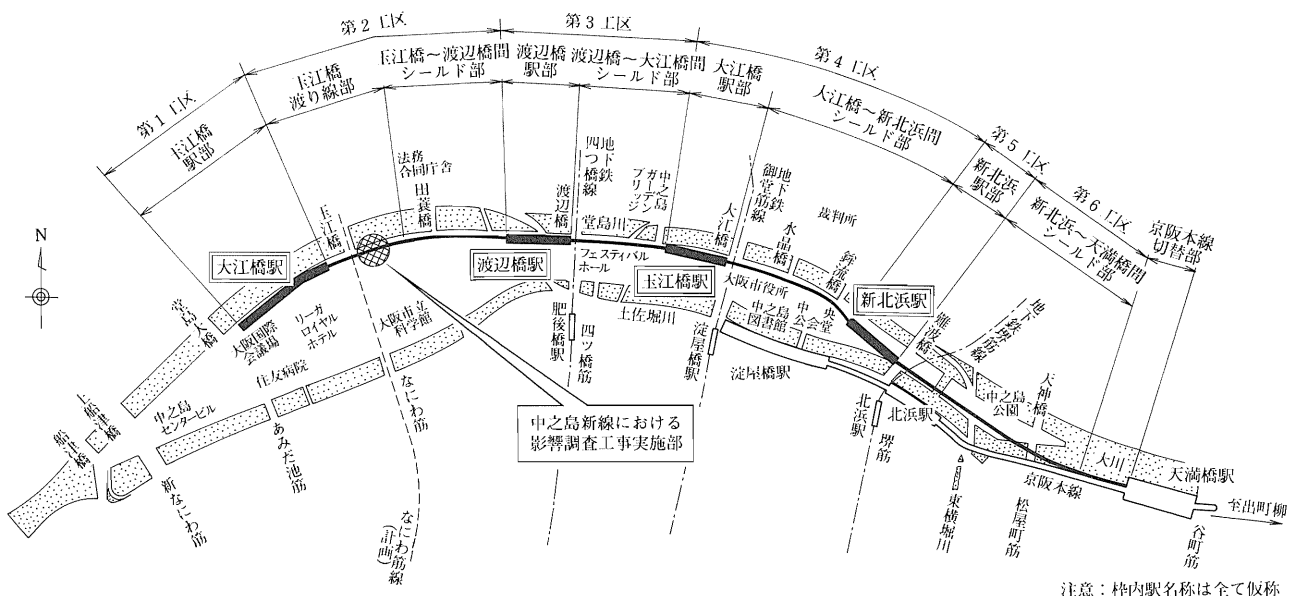 第1工区
第2工区
第3工区
第4工区
第5工区
第6工区
玉江橋
駅部
玉江橋
渡り線部
玉江橋～渡辺橋間
シールド部
渡辺橋
駅部
渡辺橋～大江橋間
シールド部
大江橋
駅部
大江橋～新北浜間
シールド部
新北浜
駅部
新北浜～天満橋間
シールド部
京阪本線
切替部
N
法務
合同庁舎
田蓑橋
玉江橋
渡辺橋
地下鉄
四つ橋線
堂島川
中之島
ガーデン
ブリッジ
大江橋
地下鉄
御堂筋線
水晶橋
裁判所
鉾流橋
大江橋駅
渡辺橋駅
フェスティバル
ホール
玉江橋駅
大阪市役所
中之島
図書館
中央
公会堂
新北浜駅
難波橋
地下鉄堺筋線
天神橋
中之島
公園
堂島大橋
大阪国際
会議場
リーガ
ロイヤル
ホテル
大阪市立
科学館
住友病院
中之島
センタービル
上船津橋
船津橋
新なにわ筋
あみだ池筋
なにわ筋
なにわ筋線
(計画)
肥後橋駅
四ツ橋筋
土佐堀川
淀屋橋駅
淀屋橋駅
北浜駅
北浜駅
堺筋
京阪本線
東横堀川
松屋町筋
大川
天満橋駅
至出町柳
谷町筋
中之島新線における
影響調査工事実施部
注意：枠内駅名称は全て仮称